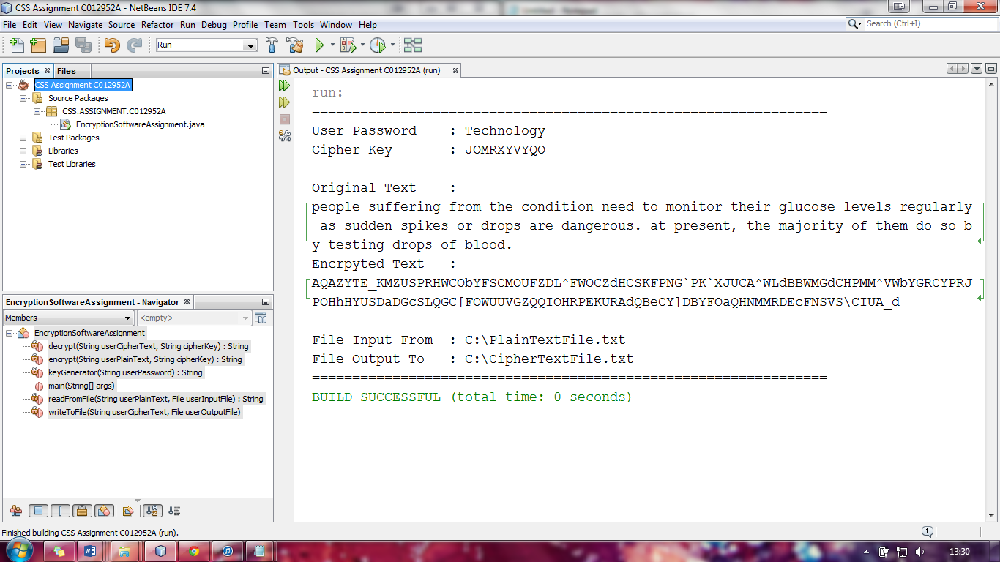 CSS Assignment C012952A - NetBeans IDE 7.4
File Edit View Navigate Source Refactor Run Debug Profile Team Tools Window Help
Search (Ctrl+I)
Run
Projects Files
CSS Assignment C012952A
Source Packages
CSS.ASSIGNMENT.C012952A
EncryptionSoftwareAssignment.java
Test Packages
Libraries
Test Libraries
EncryptionSoftwareAssignment - Navigator
Members <empty>
EncryptionSoftwareAssignment
decrypt(String userCipherText, String cipherKey) : String
encrypt(String userPlainText, String cipherKey) : String
keyGenerator(String userPassword) : String
main(String[] args)
readFromFile(String userPlainText, File userInputFile) : String
writeToFile(String userCipherText, File userOutputFile)
Output - CSS Assignment C012952A (run)
run:
================================================================
User Password    : Technology
Cipher Key       : JOMRXYVYQO
Original Text    :
people suffering from the condition need to monitor their glucose levels regularly
 as sudden spikes or drops are dangerous. at present, the majority of them do so b
y testing drops of blood.
Encrpyted Text   :
AQAZYTE_KMZUSPRHWCObYFSCMOUFZDL^FWOCZdHCSKFPNG`PK`XJUCA^WLdBBWMGdCHPMM^VWbYGRCYPRJ
POHhHYUSDaDGcSLQGC[FOWUUVGZQQIOHRPEKURAdQBeCY]DBYFOaQHNMMRDEcFNSVS\CIUA_d
File Input From  : C:\PlainTextFile.txt
File Output To   : C:\CipherTextFile.txt
================================================================
BUILD SUCCESSFUL (total time: 0 seconds)
Finished building CSS Assignment C012952A (run).
1
13:30